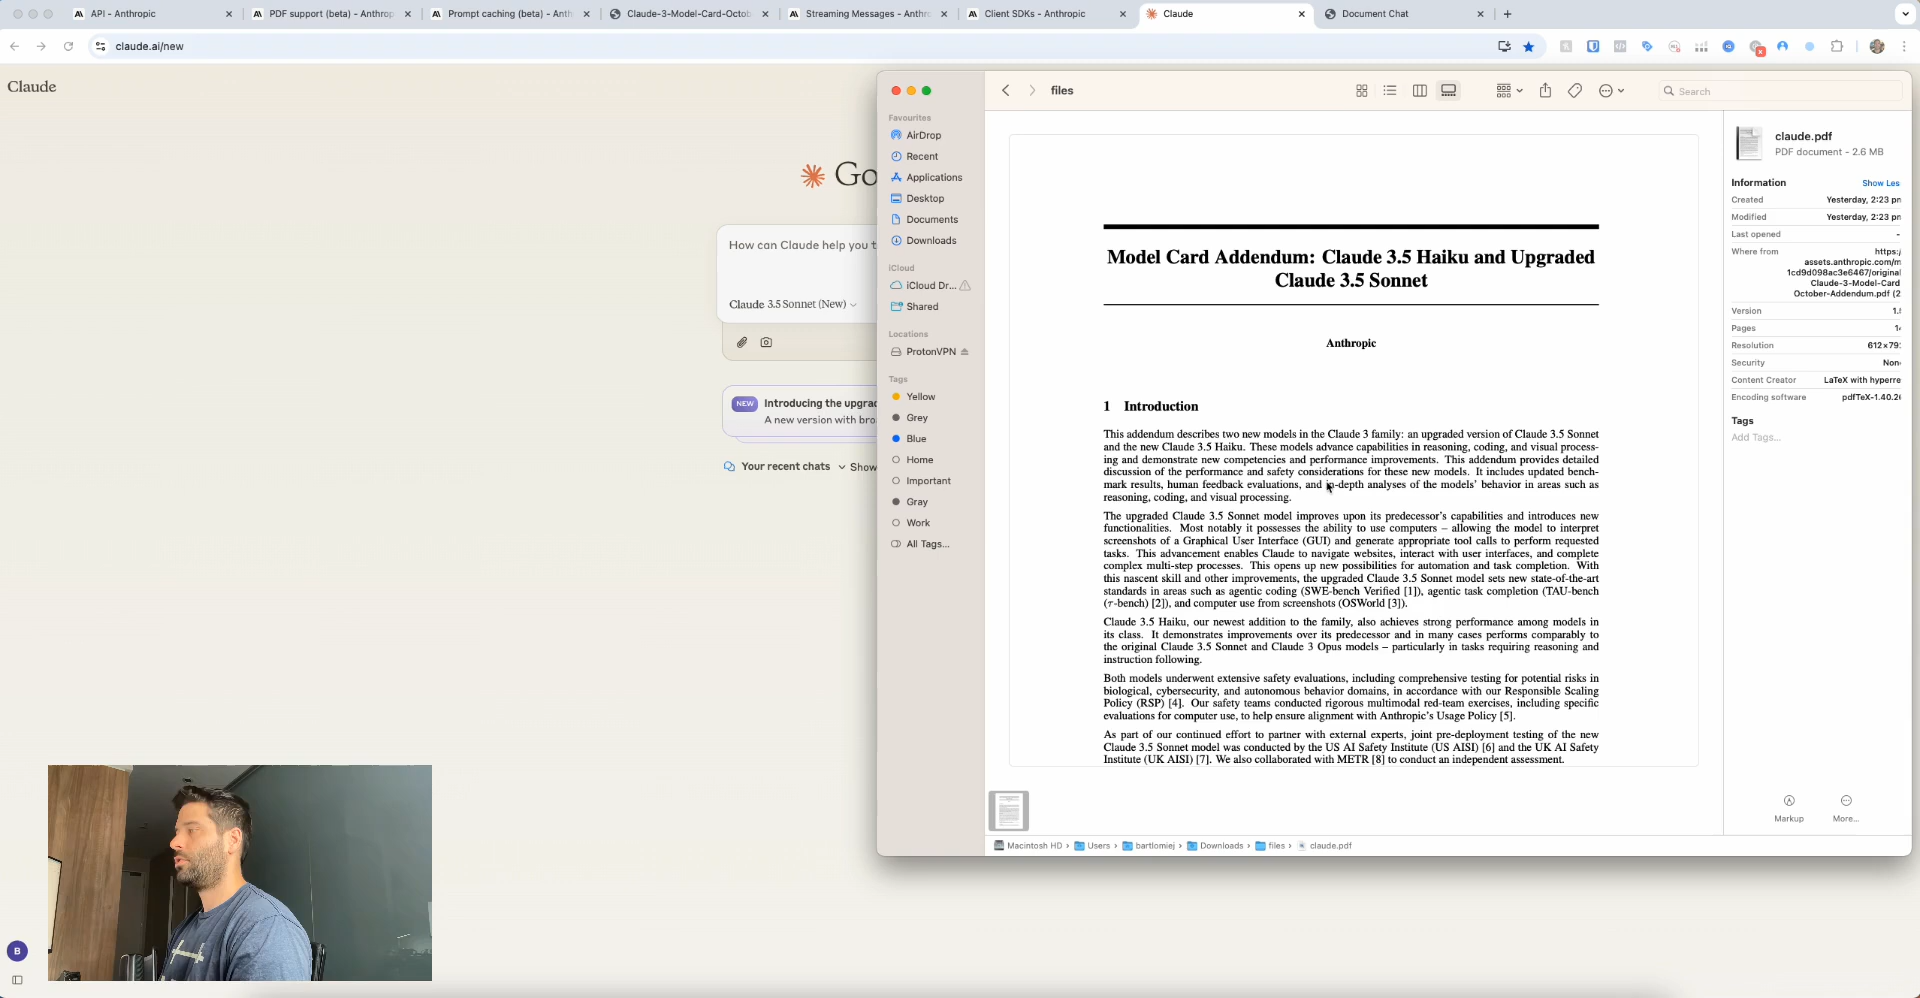 API - Anthropic
PDF support (beta) - Anthrop
Prompt caching (beta) - Anth
Claude-3-Model-Card-Octob
Streaming Messages - Anthro
Client SDKs - Anthropic
Claude
Document Chat
claude.ai/new
Claude
Go
How can Claude help you t
Claude 3.5 Sonnet (New)
NEW
Introducing the upgra
A new version with bro
Your recent chats
Show
B
files
Search
Favourites
AirDrop
Recent
Applications
Desktop
Documents
Downloads
iCloud
iCloud Dr...
Shared
Locations
ProtonVPN
Tags
Yellow
Grey
Blue
Home
Important
Gray
Work
All Tags...
Model Card Addendum: Claude 3.5 Haiku and Upgraded
Claude 3.5 Sonnet
Anthropic
1 Introduction
This addendum describes two new models in the Claude 3 family: an upgraded version of Claude 3.5 Sonnet
and the new Claude 3.5 Haiku. These models advance capabilities in reasoning, coding, and visual process-
ing and demonstrate new competencies and performance improvements. This addendum provides detailed
discussion of the performance and safety considerations for these new models. It includes updated bench-
mark results, human feedback evaluations, and in-depth analyses of the models' behavior in areas such as
reasoning, coding, and visual processing.
The upgraded Claude 3.5 Sonnet model improves upon its predecessor's capabilities and introduces new
functionalities. Most notably it possesses the ability to use computers – allowing the model to interpret
screenshots of a Graphical User Interface (GUI) and generate appropriate tool calls to perform requested
tasks. This advancement enables Claude to navigate websites, interact with user interfaces, and complete
complex multi-step processes. This opens up new possibilities for automation and task completion. With
this nascent skill and other improvements, the upgraded Claude 3.5 Sonnet model sets new state-of-the-art
standards in areas such as agentic coding (SWE-bench Verified [1]), agentic task completion (TAU-bench
(τ-bench) [2]), and computer use from screenshots (OSWorld [3]).
Claude 3.5 Haiku, our newest addition to the family, also achieves strong performance among models in
its class. It demonstrates improvements over its predecessor and in many cases performs comparably to
the original Claude 3.5 Sonnet and Claude 3 Opus models – particularly in tasks requiring reasoning and
instruction following.
Both models underwent extensive safety evaluations, including comprehensive testing for potential risks in
biological, cybersecurity, and autonomous behavior domains, in accordance with our Responsible Scaling
Policy (RSP) [4]. Our safety teams conducted rigorous multimodal red-team exercises, including specific
evaluations for computer use, to help ensure alignment with Anthropic's Usage Policy [5].
As part of our continued effort to partner with external experts, joint pre-deployment testing of the new
Claude 3.5 Sonnet model was conducted by the US AI Safety Institute (US AISI) [6] and the UK AI Safety
Institute (UK AISI) [7]. We also collaborated with METR [8] to conduct an independent assessment.
claude.pdf
PDF document - 2.6 MB
Information Show Les
Created Yesterday, 2:23 pm
Modified Yesterday, 2:23 pm
Last opened -
Where from https:/
assets.anthropic.com/m
1cd9d098ac3e6467/original
Claude-3-Model-Card
October-Addendum.pdf (2
Version 1.
Pages 1
Resolution 612×79
Security Non
Content Creator LaTeX with hyperre
Encoding software pdfTeX-1.40.2
Tags
Add Tags...
Markup
More...
Macintosh HD › Users › bartlomiej › Downloads › files › claude.pdf